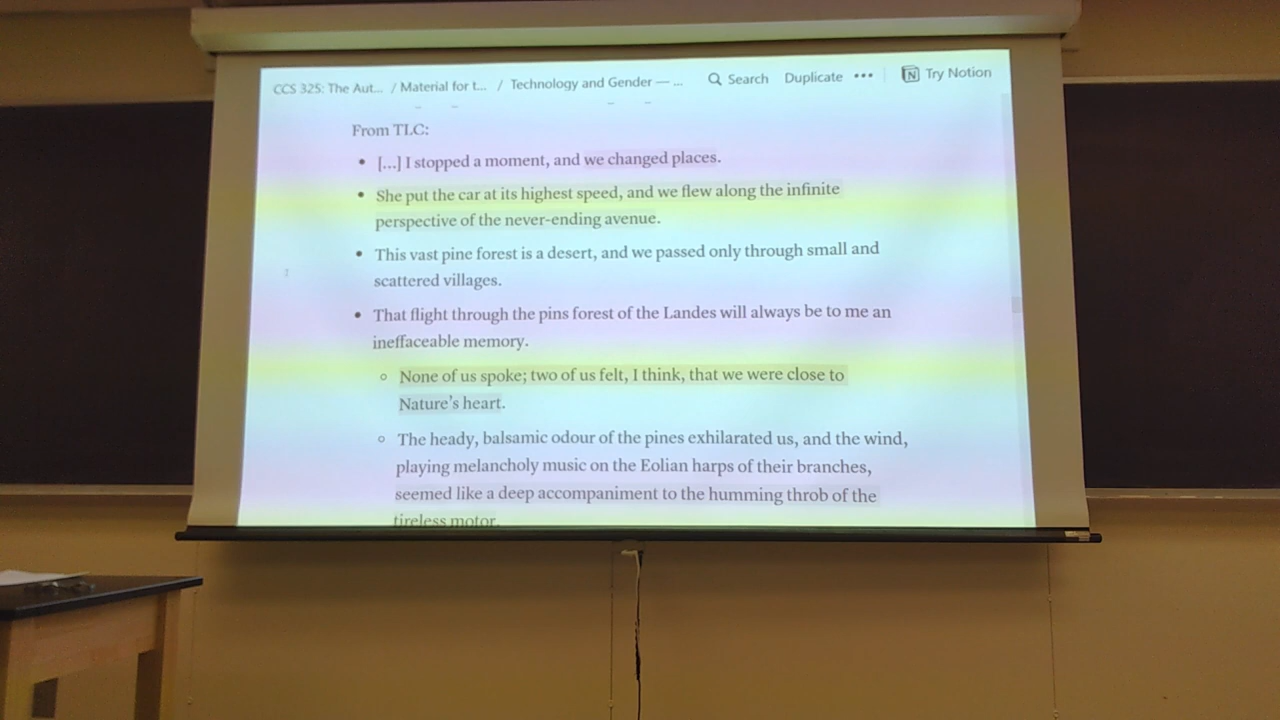 CCS 325: The Aut... / Material for t... / Technology and Gender — ... Search Duplicate ••• Try Notion
From TLC:
• [...] I stopped a moment, and we changed places.
• She put the car at its highest speed, and we flew along the infinite
perspective of the never-ending avenue.
• This vast pine forest is a desert, and we passed only through small and
scattered villages.
• That flight through the pins forest of the Landes will always be to me an
ineffaceable memory.
◦ None of us spoke; two of us felt, I think, that we were close to
Nature's heart.
◦ The heady, balsamic odour of the pines exhilarated us, and the wind,
playing melancholy music on the Eolian harps of their branches,
seemed like a deep accompaniment to the humming throb of the
tireless motor.